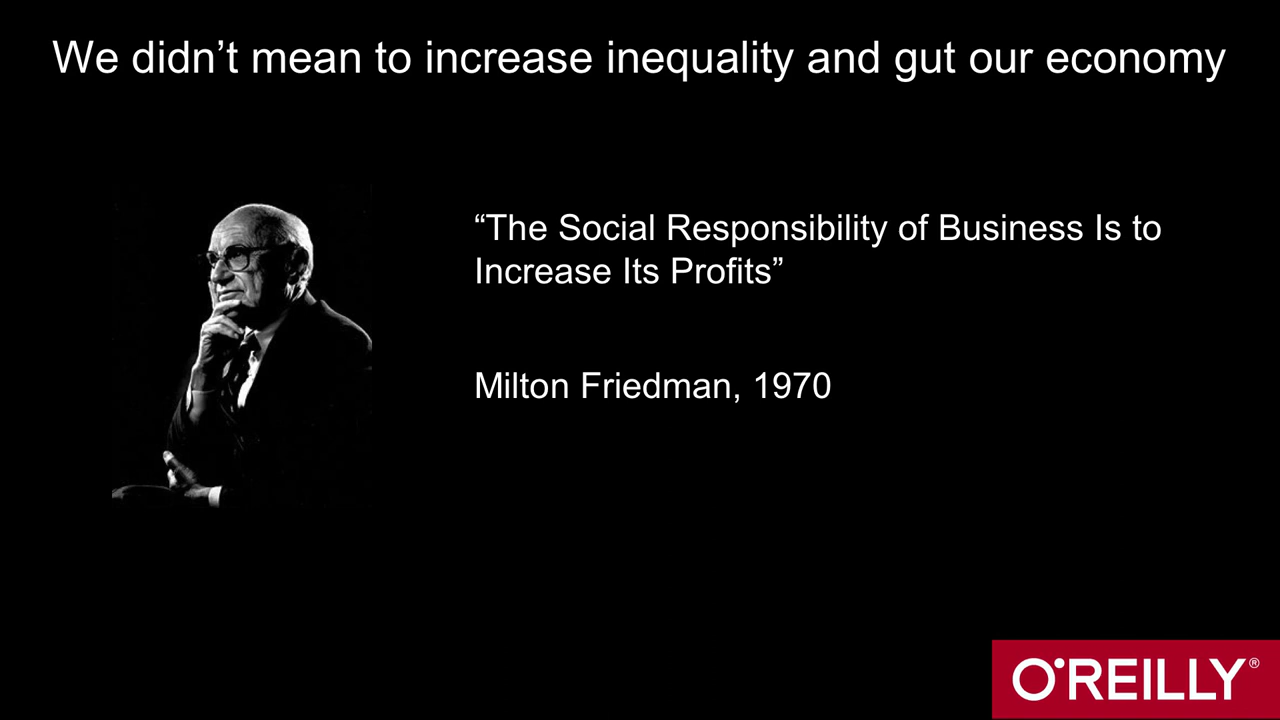 We didn’t mean to increase inequality and gut our economy
“The Social Responsibility of Business Is to
Increase Its Profits”
Milton Friedman, 1970
O'REILLY®